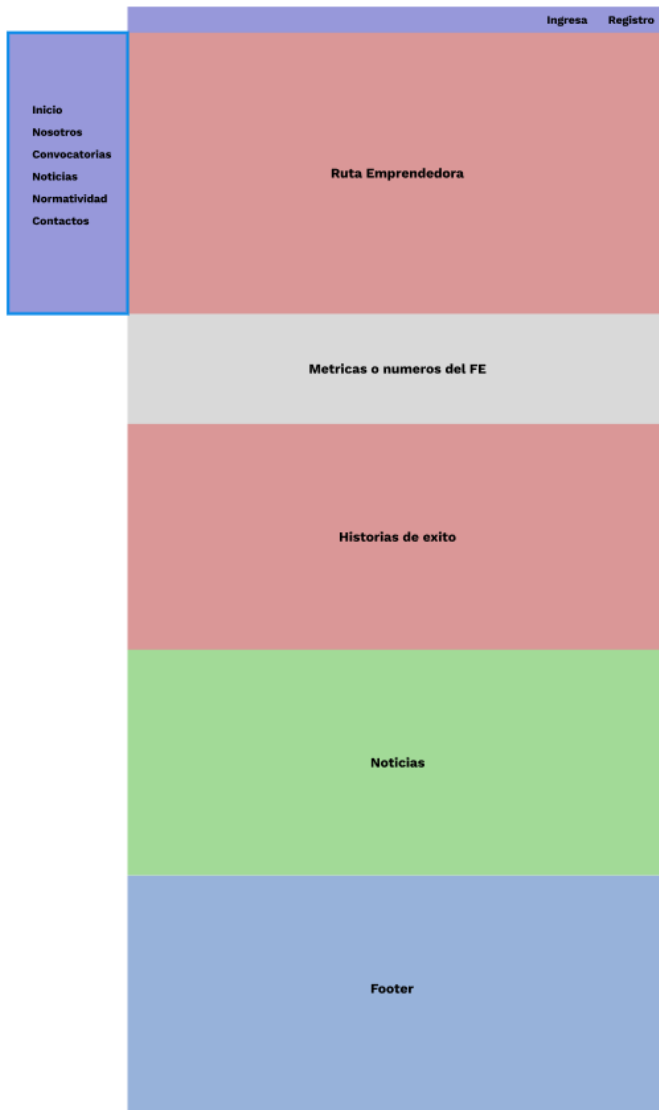 Ingresa Registro
Inicio
Nosotros
Convocatorias
Noticias
Normatividad
Contactos
Ruta Emprendedora
Metricas o numeros del FE
Historias de exito
Noticias
Footer